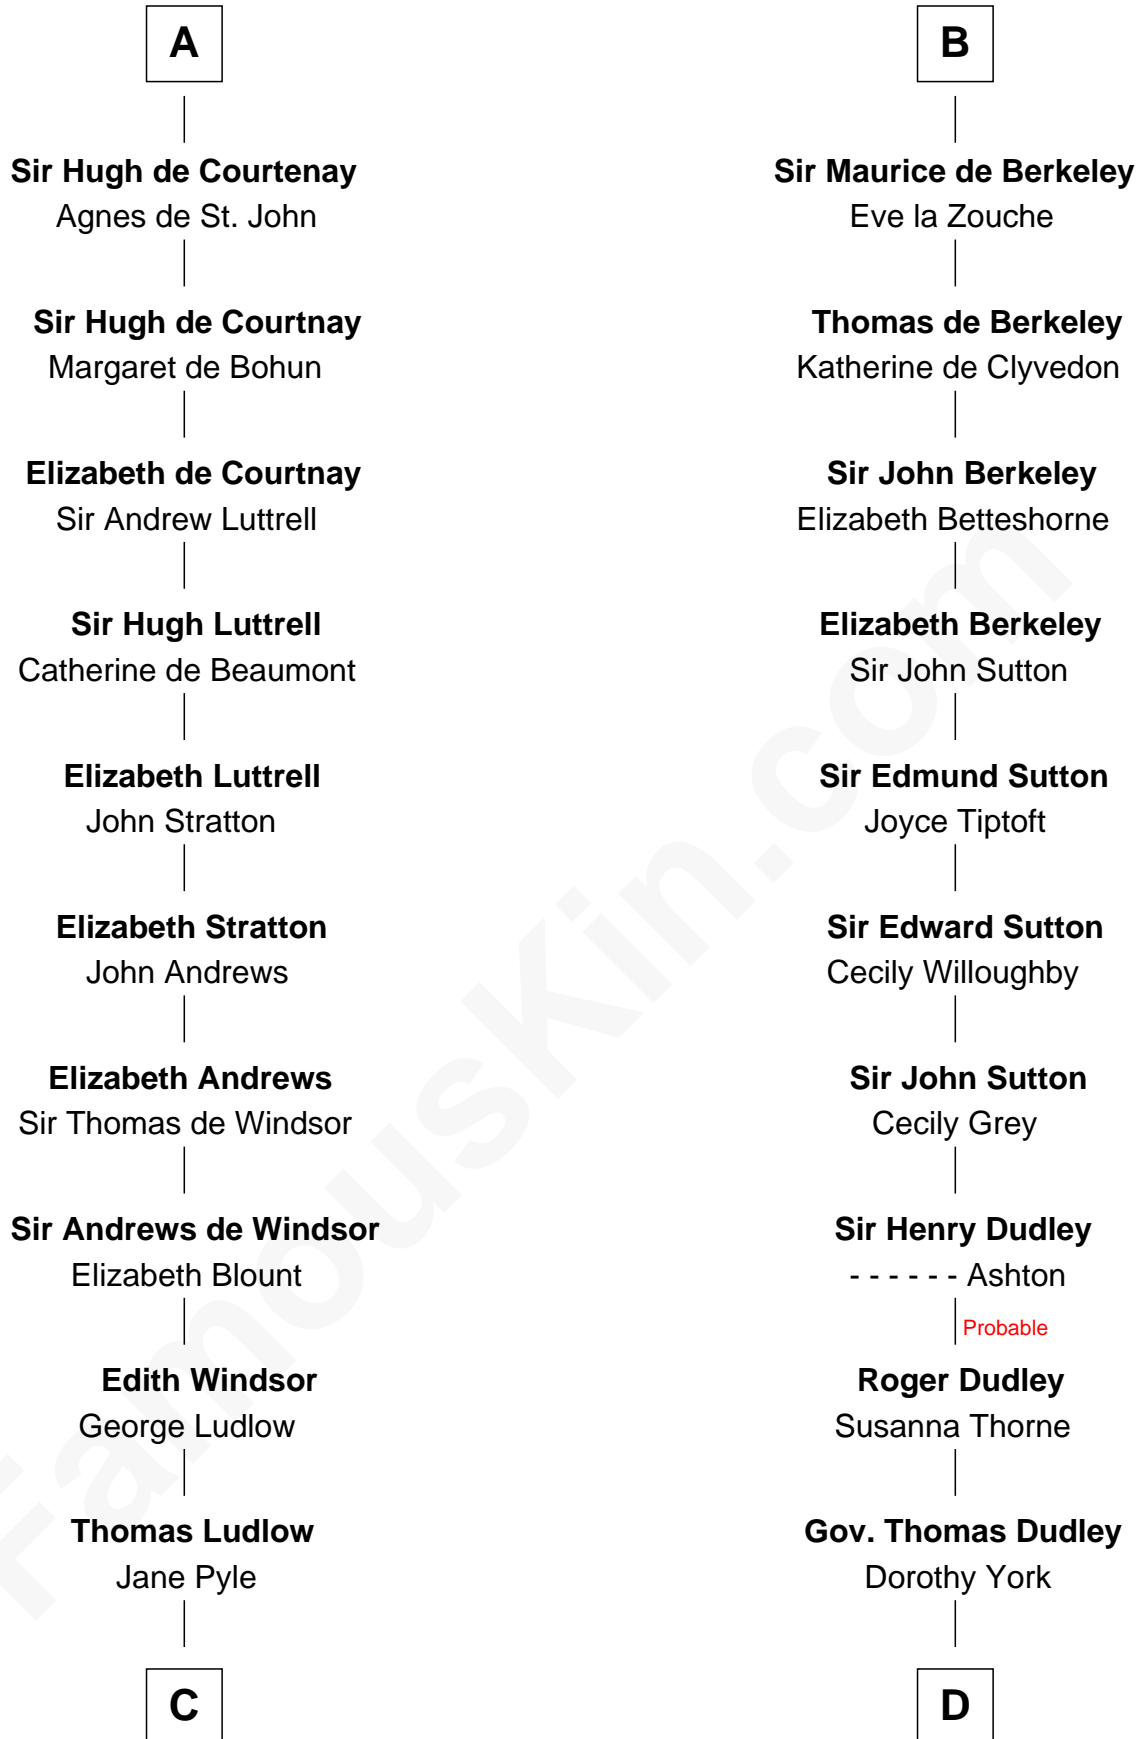 A
Sir Hugh de Courtenay
Agnes de St. John
Sir Hugh de Courtnay
Margaret de Bohun
Elizabeth de Courtnay
Sir Andrew Luttrell
Sir Hugh Luttrell
Catherine de Beaumont
Elizabeth Luttrell
John Stratton
Elizabeth Stratton
John Andrews
Elizabeth Andrews
Sir Thomas de Windsor
Sir Andrews de Windsor
Elizabeth Blount
Edith Windsor
George Ludlow
Thomas Ludlow
Jane Pyle
C
B
Sir Maurice de Berkeley
Eve la Zouche
Thomas de Berkeley
Katherine de Clyvedon
Sir John Berkeley
Elizabeth Betteshorne
Elizabeth Berkeley
Sir John Sutton
Sir Edmund Sutton
Joyce Tiptoft
Sir Edward Sutton
Cecily Willoughby
Sir John Sutton
Cecily Grey
Sir Henry Dudley
- - - - - - Ashton
Probable
Roger Dudley
Susanna Thorne
Gov. Thomas Dudley
Dorothy York
D
FamousKin.com